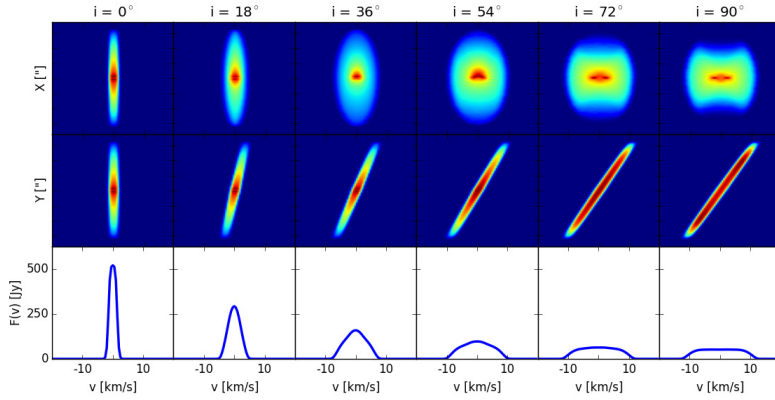 i = 0° i = 18° i = 36° i = 54° i = 72° i = 90°
X ["]
Y ["]
F(v) [Jy]
500
250
0
-10 10 -10 10 -10 10 -10 10 -10 10 -10 10
v [km/s] v [km/s] v [km/s] v [km/s] v [km/s] v [km/s]